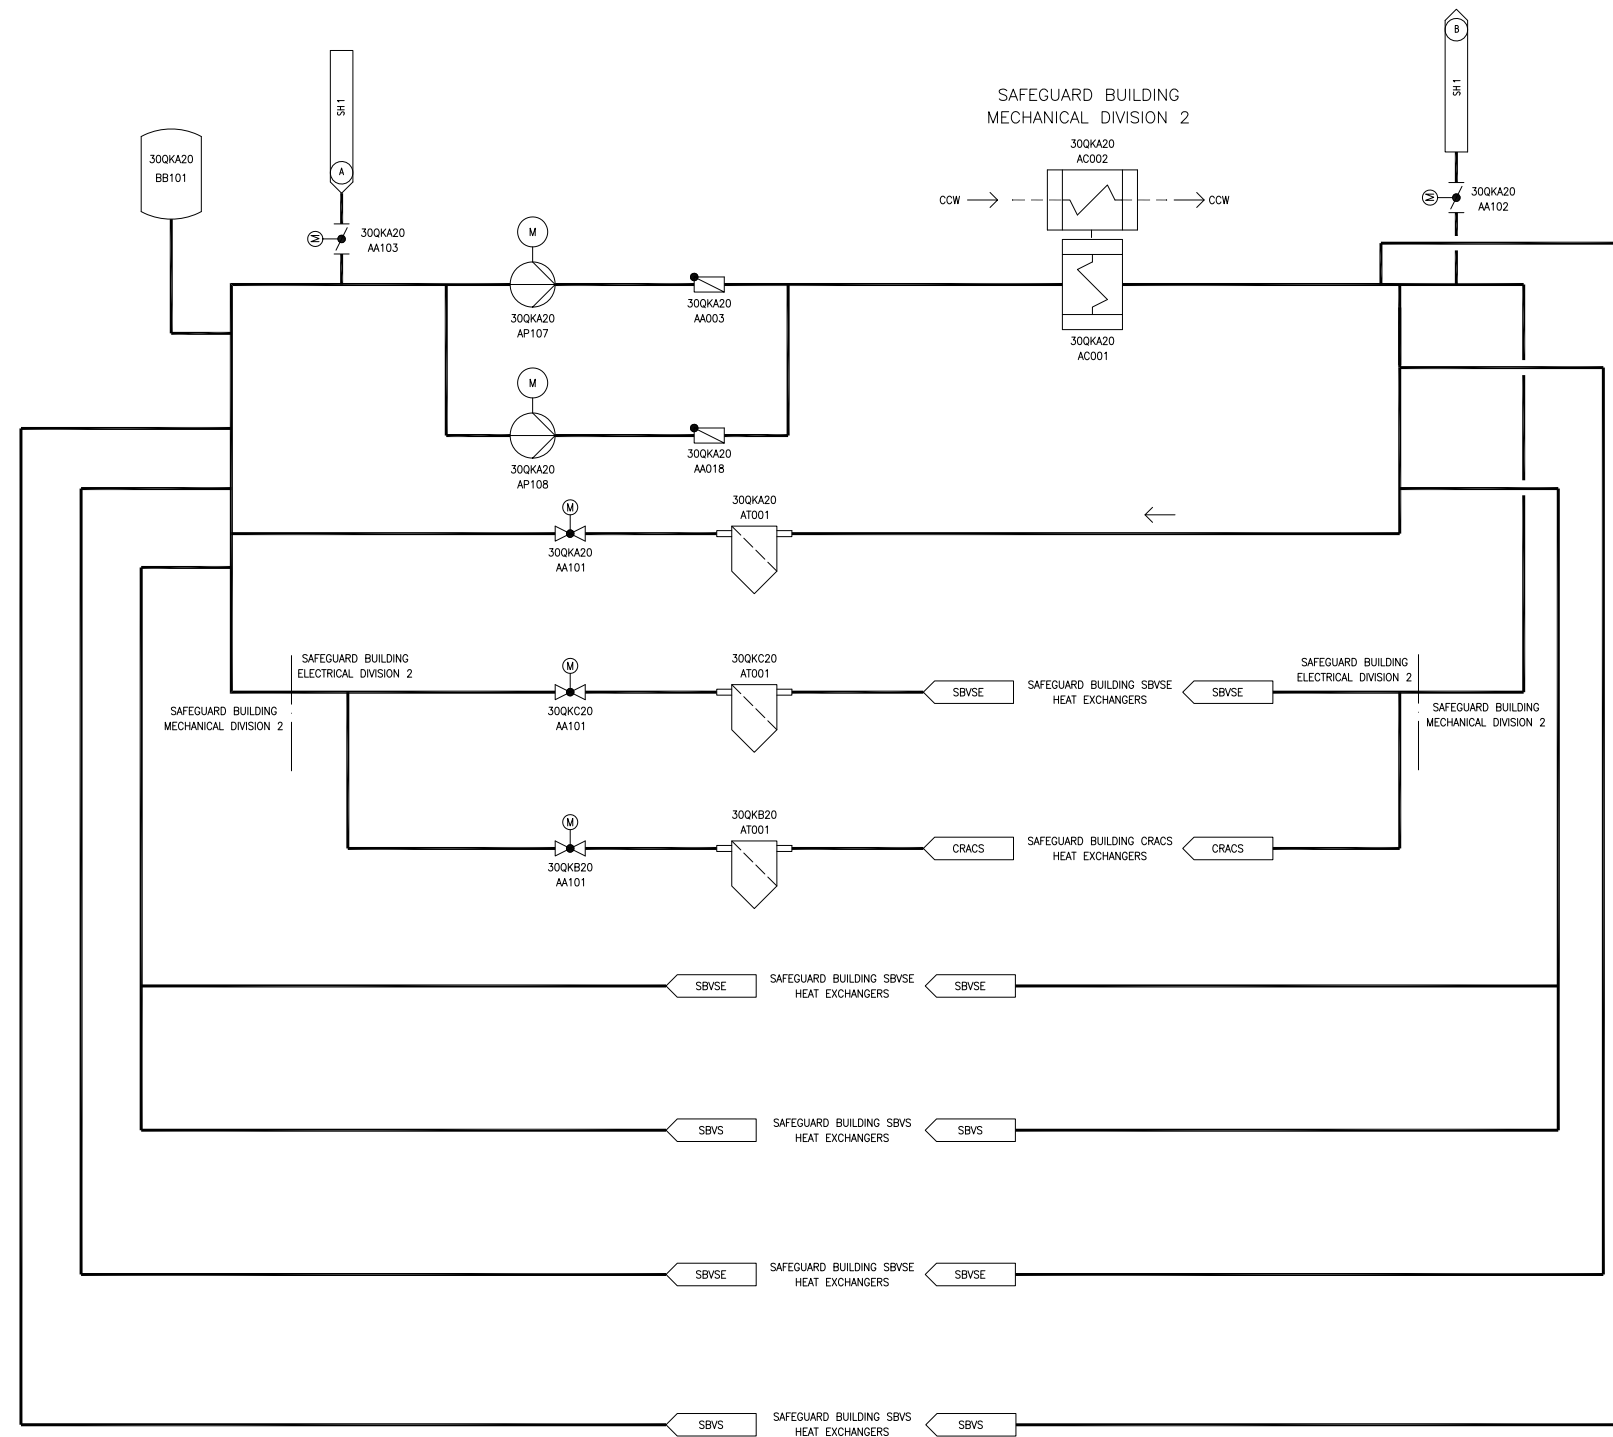 SH1
A
B
SH1
SAFEGUARD BUILDING
MECHANICAL DIVISION 2
30QKA20
BB101
30QKA20
AC002
CCW
CCW
M
30QKA20
AA102
M
30QKA20
AA103
M
30QKA20
AP107
30QKA20
AA003
30QKA20
AC001
M
30QKA20
AP108
30QKA20
AA018
M
30QKA20
AA101
30QKA20
AT001
SAFEGUARD BUILDING
ELECTRICAL DIVISION 2
SAFEGUARD BUILDING
MECHANICAL DIVISION 2
M
30QKC20
AA101
30QKC20
AT001
SBVSE
SAFEGUARD BUILDING SBVSE
HEAT EXCHANGERS
SBVSE
SAFEGUARD BUILDING
ELECTRICAL DIVISION 2
SAFEGUARD BUILDING
MECHANICAL DIVISION 2
M
30QKB20
AA101
30QKB20
AT001
CRACS
SAFEGUARD BUILDING CRACS
HEAT EXCHANGERS
CRACS
SBVSE
SAFEGUARD BUILDING SBVSE
HEAT EXCHANGERS
SBVSE
SBVS
SAFEGUARD BUILDING SBVS
HEAT EXCHANGERS
SBVS
SBVSE
SAFEGUARD BUILDING SBVSE
HEAT EXCHANGERS
SBVSE
SBVS
SAFEGUARD BUILDING SBVS
HEAT EXCHANGERS
SBVS